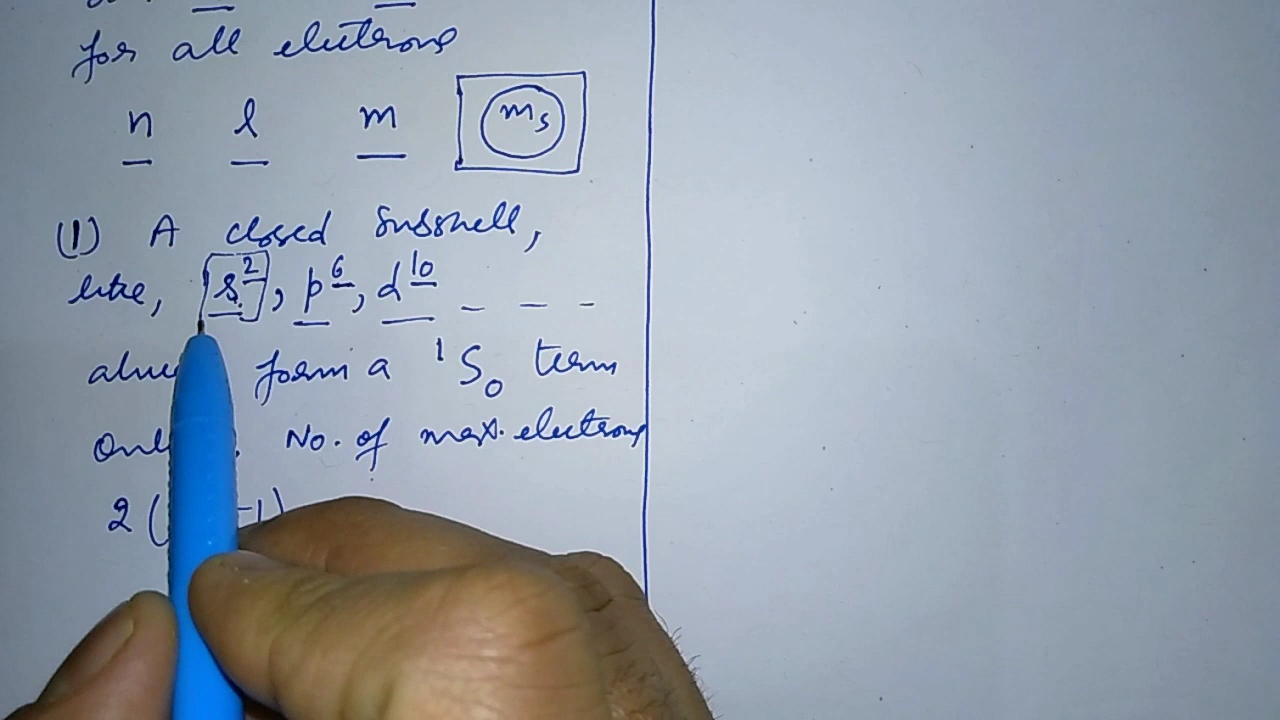 for all electrons
n l m ms
(1) A closed subshell,
like, s², p⁶, d¹⁰ _ _ _
form a ¹S₀ term
No. of max. electrons
2 (